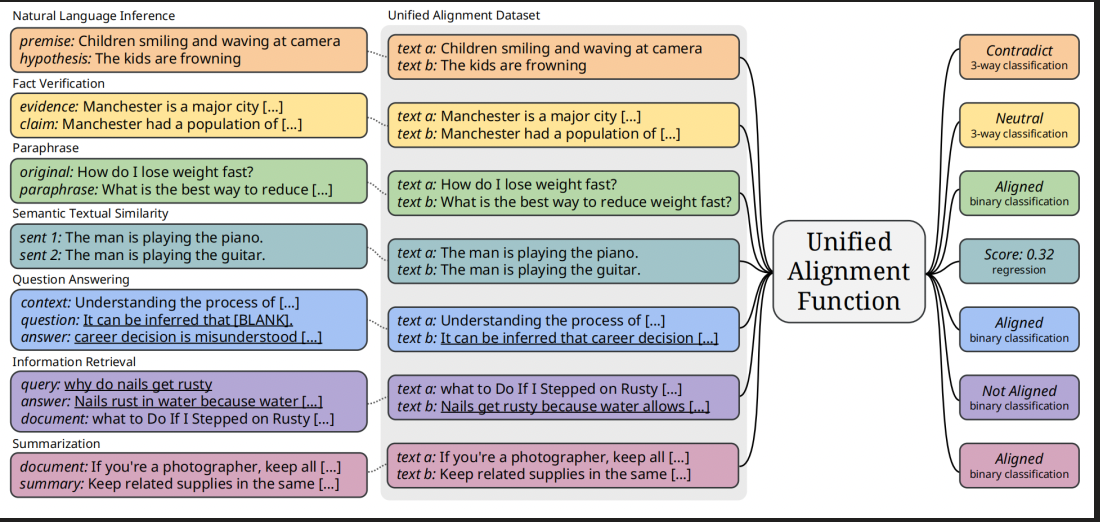 Natural Language Inference
premise: Children smiling and waving at camera
hypothesis: The kids are frowning
Fact Verification
evidence: Manchester is a major city [...]
claim: Manchester had a population of [...]
Paraphrase
original: How do I lose weight fast?
paraphrase: What is the best way to reduce [...]
Semantic Textual Similarity
sent 1: The man is playing the piano.
sent 2: The man is playing the guitar.
Question Answering
context: Understanding the process of [...]
question: It can be inferred that [BLANK].
answer: career decision is misunderstood [...]
Information Retrieval
query: why do nails get rusty
answer: Nails rust in water because water [...]
document: what to Do If I Stepped on Rusty [...]
Summarization
document: If you're a photographer, keep all [...]
summary: Keep related supplies in the same [...]
Unified Alignment Dataset
text a: Children smiling and waving at camera
text b: The kids are frowning
text a: Manchester is a major city [...]
text b: Manchester had a population of [...]
text a: How do I lose weight fast?
text b: What is the best way to reduce weight fast?
text a: The man is playing the piano.
text b: The man is playing the guitar.
text a: Understanding the process of [...]
text b: It can be inferred that career decision [...]
text a: what to Do If I Stepped on Rusty [...]
text b: Nails get rusty because water allows [...]
text a: If you're a photographer, keep all [...]
text b: Keep related supplies in the same [...]
Unified
Alignment
Function
Contradict
3-way classification
Neutral
3-way classification
Aligned
binary classification
Score: 0.32
regression
Aligned
binary classification
Not Aligned
binary classification
Aligned
binary classification